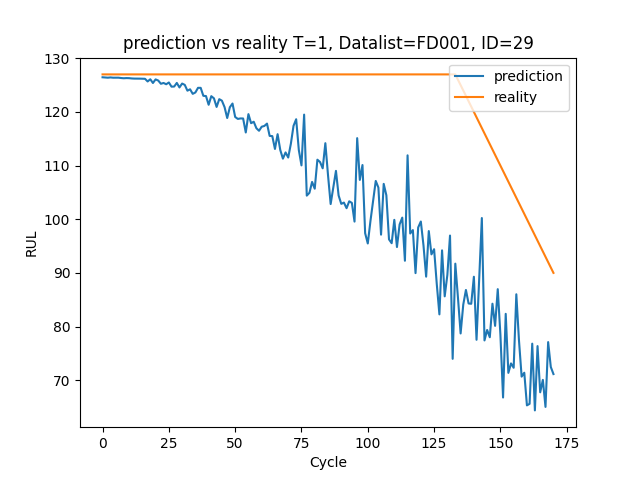 prediction vs reality T=1, Datalist=FD001, ID=29
prediction
reality
RUL
130
120
110
100
90
80
70
0 25 50 75 100 125 150 175
Cycle